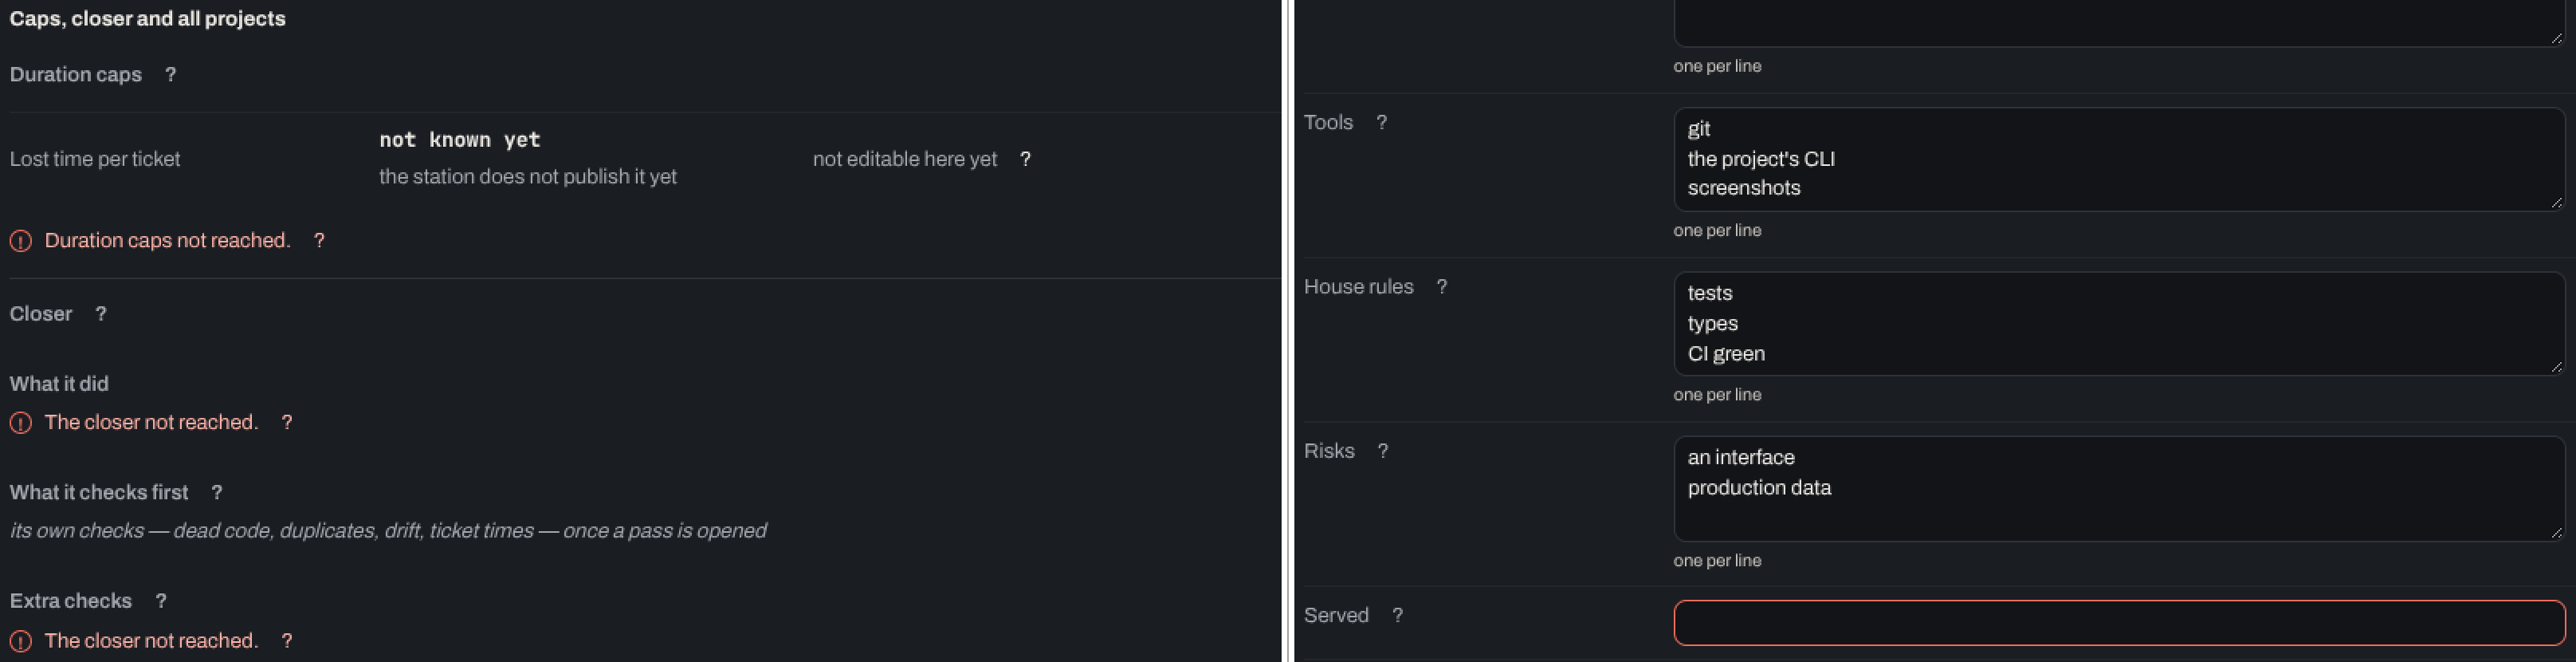 Caps, closer and all projects
Duration caps ?
Lost time per ticket
not known yet
the station does not publish it yet
not editable here yet ?
Duration caps not reached. ?
Closer ?
What it did
The closer not reached. ?
What it checks first ?
its own checks — dead code, duplicates, drift, ticket times — once a pass is opened
Extra checks ?
The closer not reached. ?
one per line
Tools ?
git
the project's CLI
screenshots
one per line
House rules ?
tests
types
CI green
one per line
Risks ?
an interface
production data
one per line
Served ?